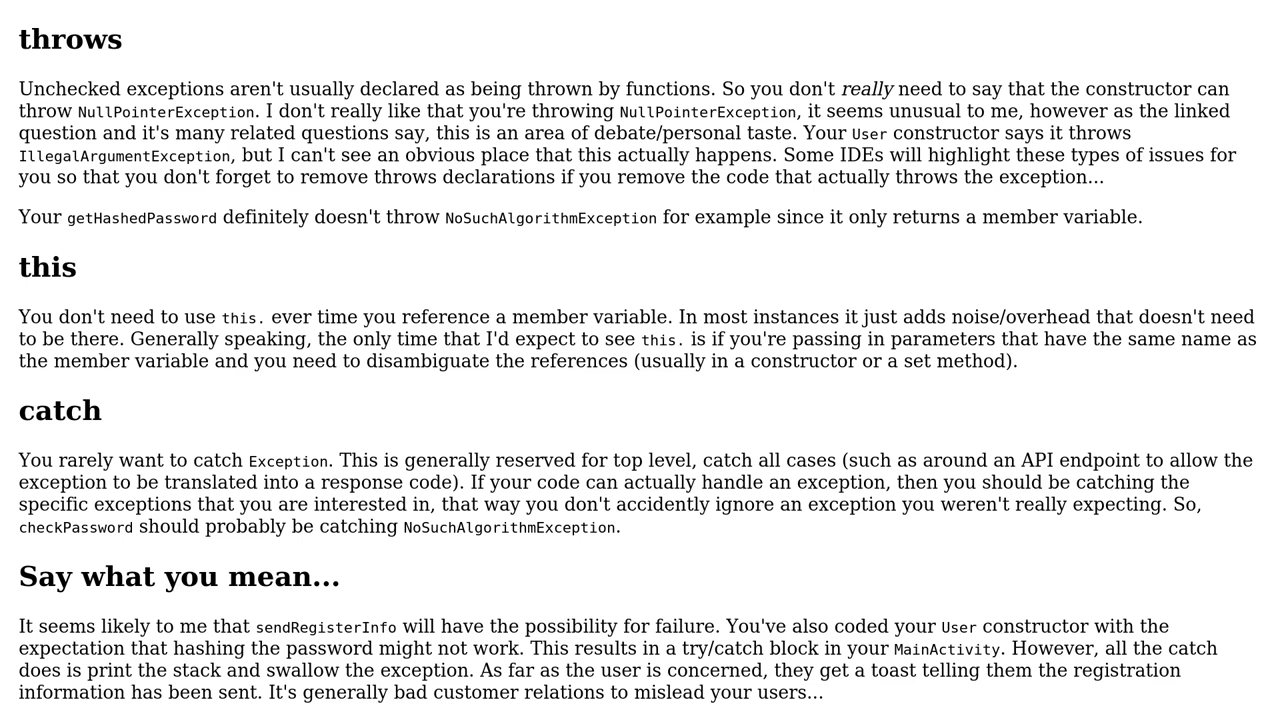 throws
Unchecked exceptions aren't usually declared as being thrown by functions. So you don't really need to say that the constructor can
throw NullPointerException. I don't really like that you're throwing NullPointerException, it seems unusual to me, however as the linked
question and it's many related questions say, this is an area of debate/personal taste. Your User constructor says it throws
IllegalArgumentException, but I can't see an obvious place that this actually happens. Some IDEs will highlight these types of issues for
you so that you don't forget to remove throws declarations if you remove the code that actually throws the exception...
Your getHashedPassword definitely doesn't throw NoSuchAlgorithmException for example since it only returns a member variable.
this
You don't need to use this. ever time you reference a member variable. In most instances it just adds noise/overhead that doesn't need
to be there. Generally speaking, the only time that I'd expect to see this. is if you're passing in parameters that have the same name as
the member variable and you need to disambiguate the references (usually in a constructor or a set method).
catch
You rarely want to catch Exception. This is generally reserved for top level, catch all cases (such as around an API endpoint to allow the
exception to be translated into a response code). If your code can actually handle an exception, then you should be catching the
specific exceptions that you are interested in, that way you don't accidently ignore an exception you weren't really expecting. So,
checkPassword should probably be catching NoSuchAlgorithmException.
Say what you mean...
It seems likely to me that sendRegisterInfo will have the possibility for failure. You've also coded your User constructor with the
expectation that hashing the password might not work. This results in a try/catch block in your MainActivity. However, all the catch
does is print the stack and swallow the exception. As far as the user is concerned, they get a toast telling them the registration
information has been sent. It's generally bad customer relations to mislead your users...